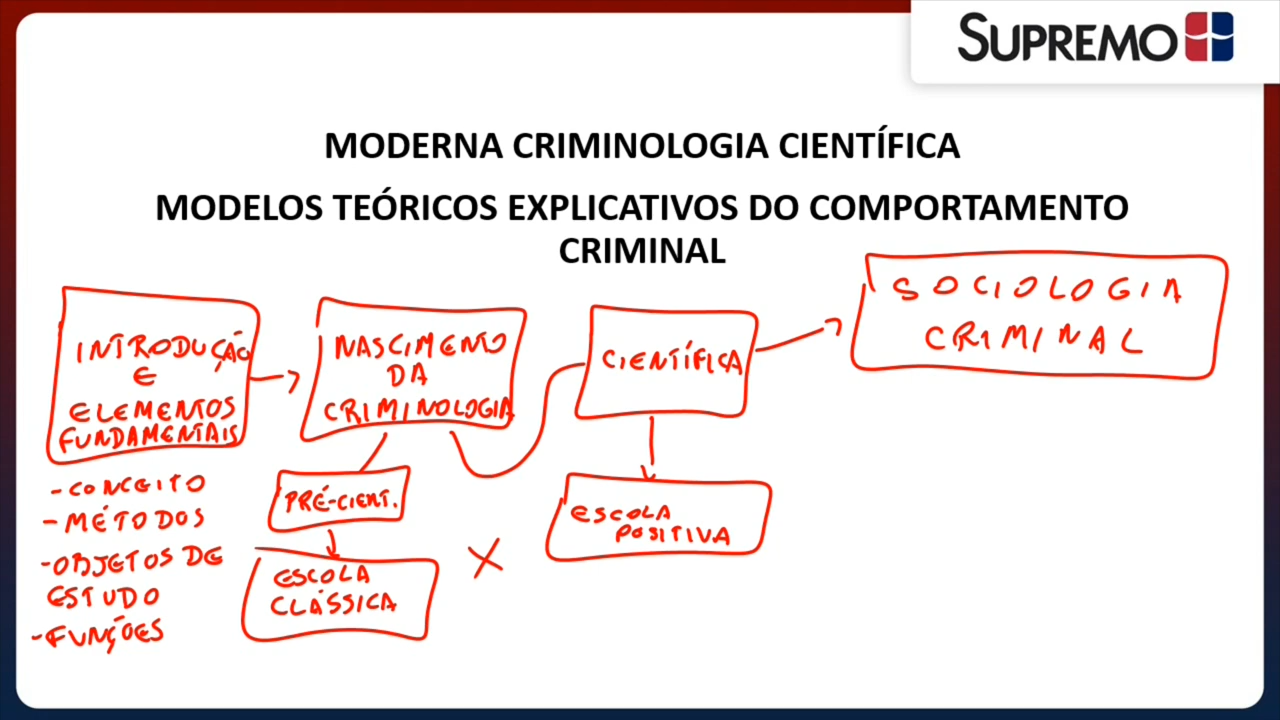 SUPREMO
MODERNA CRIMINOLOGIA CIENTÍFICA
MODELOS TEÓRICOS EXPLICATIVOS DO COMPORTAMENTO
CRIMINAL
INTRODUÇÃO
E
ELEMENTOS
FUNDAMENTAIS
- CONCEITO
- MÉTODOS
- OBJETOS DE
ESTUDO
- FUNÇÕES
NASCIMENTO
DA
CRIMINOLOGIA
PRÉ-CIENT.
ESCOLA
CLÁSSICA
X
CIENTÍFICA
ESCOLA
POSITIVA
SOCIOLOGIA
CRIMINAL